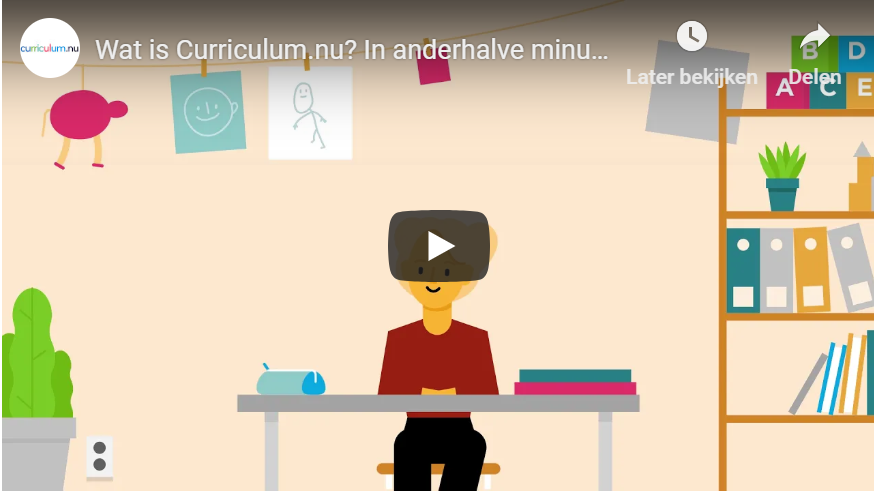 curriculum.nu
Wat is Curriculum.nu? In anderhalve minu...
Later bekijken
Delen
B D
A C E